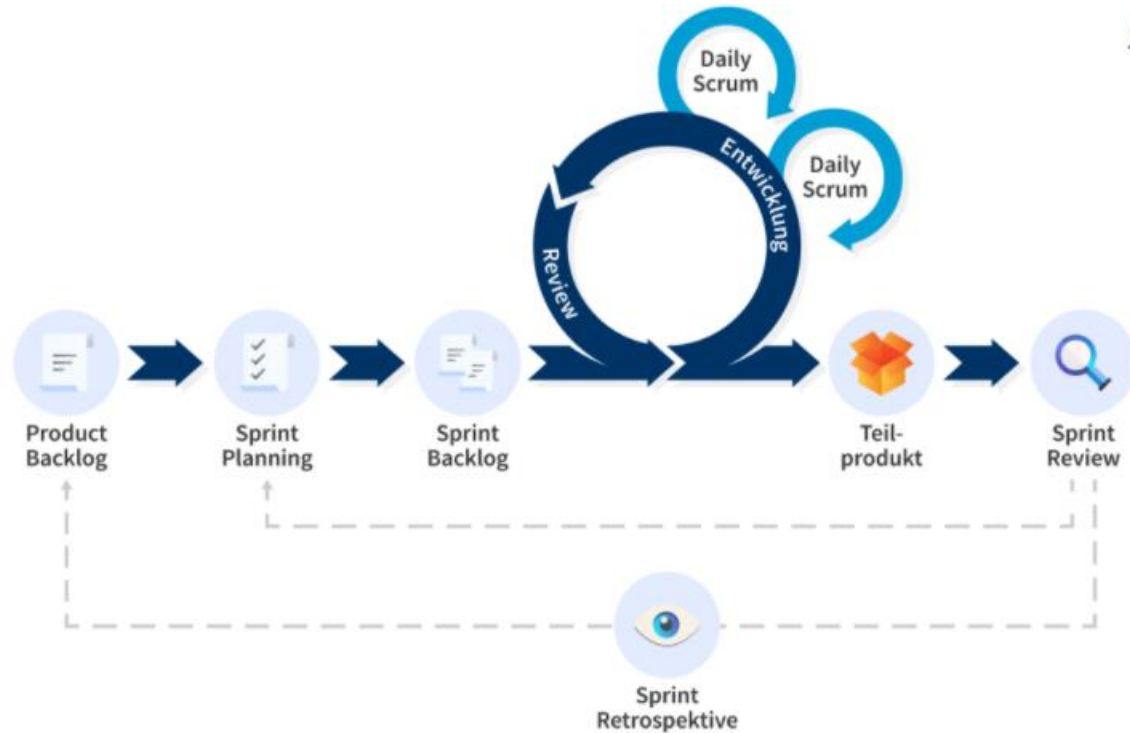 Daily
Scrum
Daily
Scrum
Entwicklung
Review
Product
Backlog
Sprint
Planning
Sprint
Backlog
Teil-
produkt
Sprint
Review
Sprint
Retrospektive